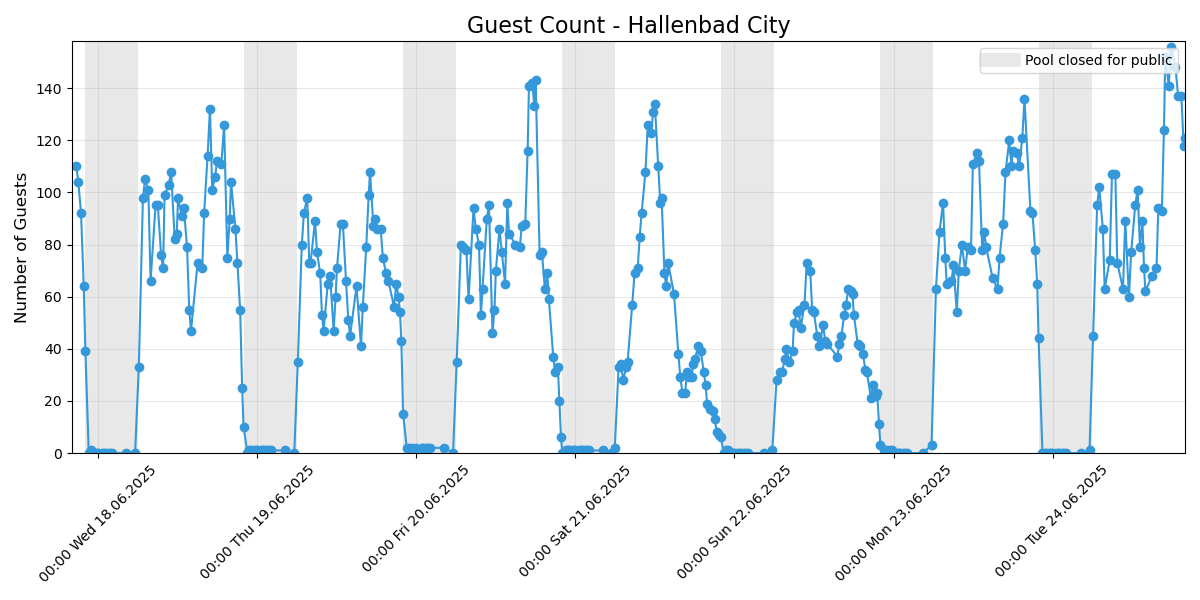 Guest Count - Hallenbad City
Pool closed for public
Number of Guests
140
120
100
80
60
40
20
0
00:00 Wed 18.06.2025
00:00 Thu 19.06.2025
00:00 Fri 20.06.2025
00:00 Sat 21.06.2025
00:00 Sun 22.06.2025
00:00 Mon 23.06.2025
00:00 Tue 24.06.2025